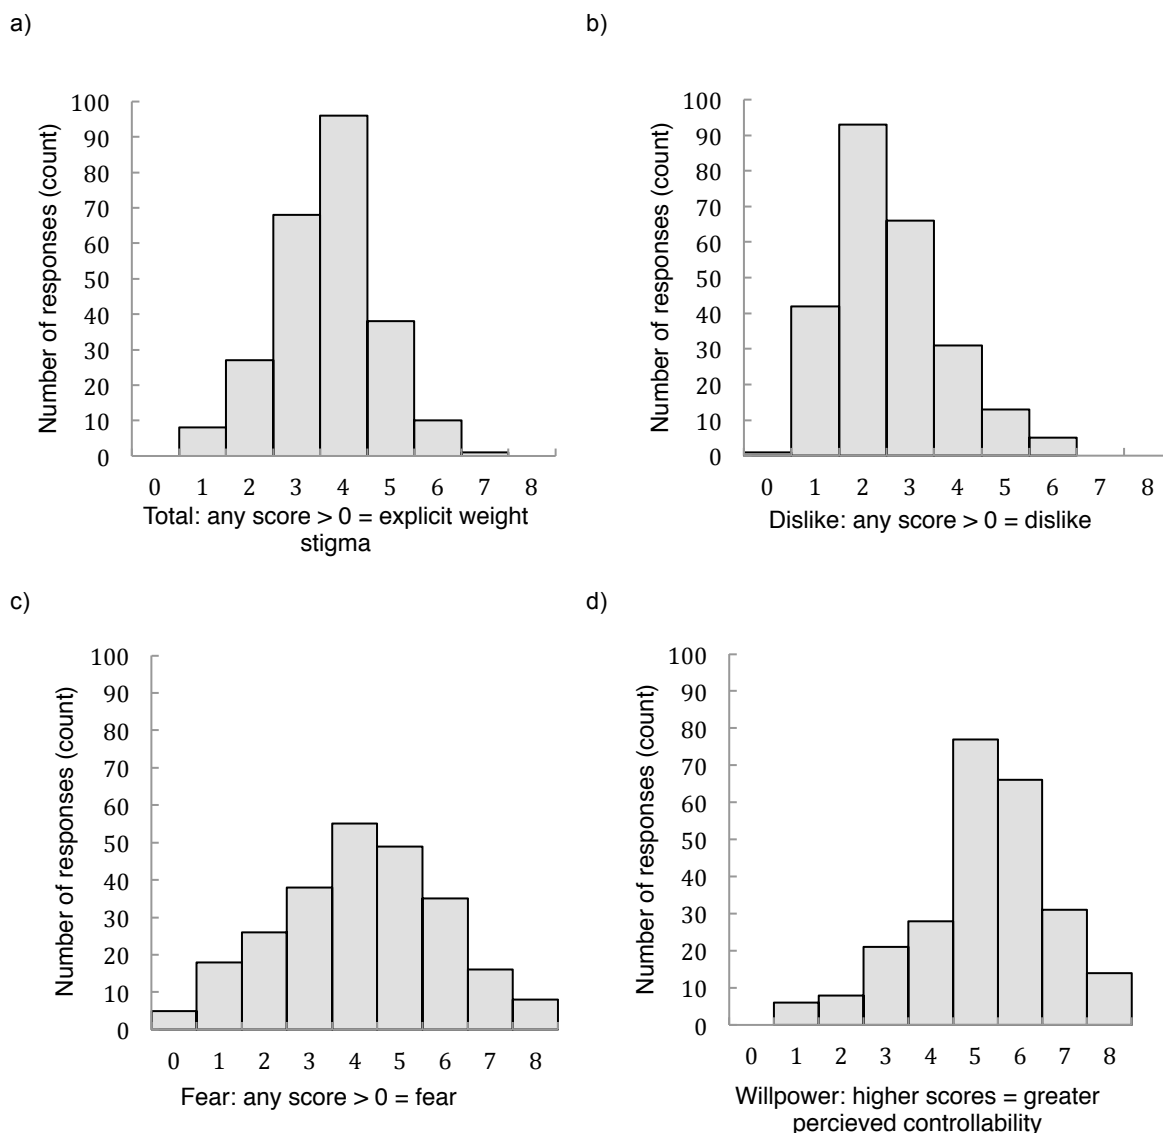 a)
b)
100
90
80
70
60
50
40
30
20
10
0
Number of responses (count)
0 1 2 3 4 5 6 7 8
Total: any score > 0 = explicit weight
stigma
100
90
80
70
60
50
40
30
20
10
0
Number of responses (count)
0 1 2 3 4 5 6 7 8
Dislike: any score > 0 = dislike
c)
d)
100
90
80
70
60
50
40
30
20
10
0
Number of responses (count)
0 1 2 3 4 5 6 7 8
Fear: any score > 0 = fear
100
90
80
70
60
50
40
30
20
10
0
Number of responses (count)
0 1 2 3 4 5 6 7 8
Willpower: higher scores = greater
percieved controllability